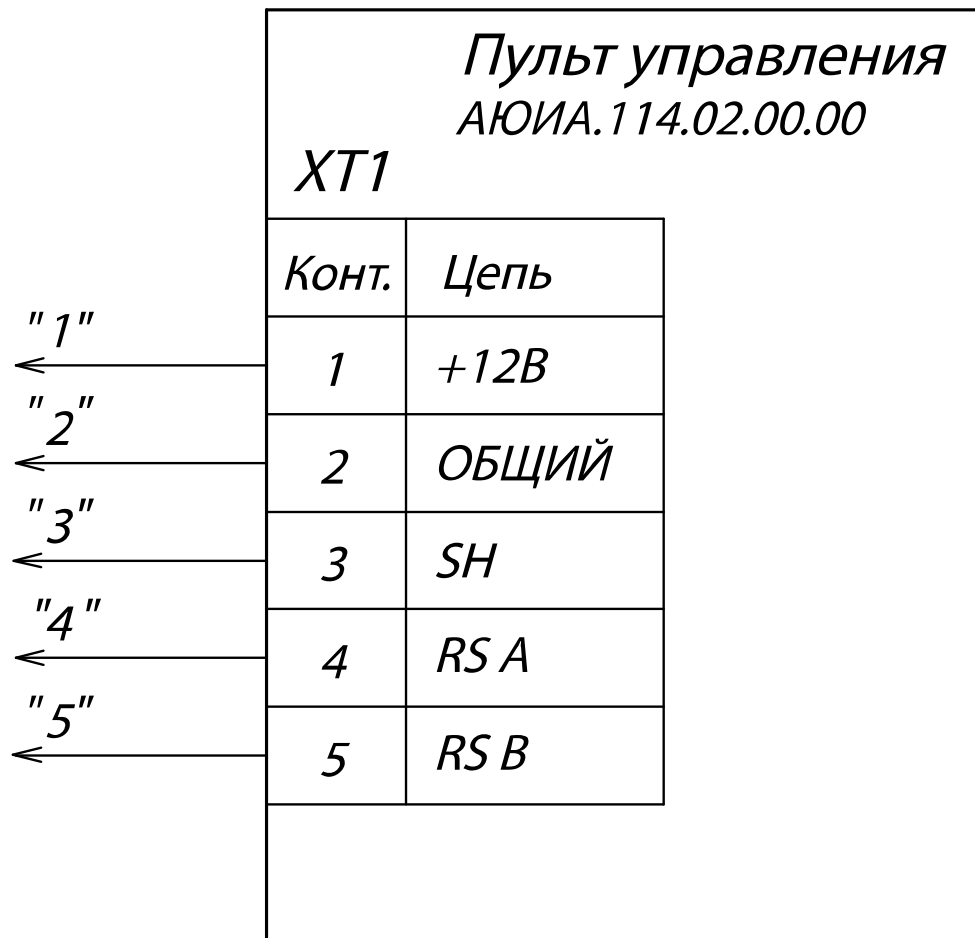 Пульт управления
АЮИА.114.02.00.00
XT1
Конт. Цепь
"1" 1 +12В
"2" 2 ОБЩИЙ
"3" 3 SH
"4" 4 RS A
"5" 5 RS B